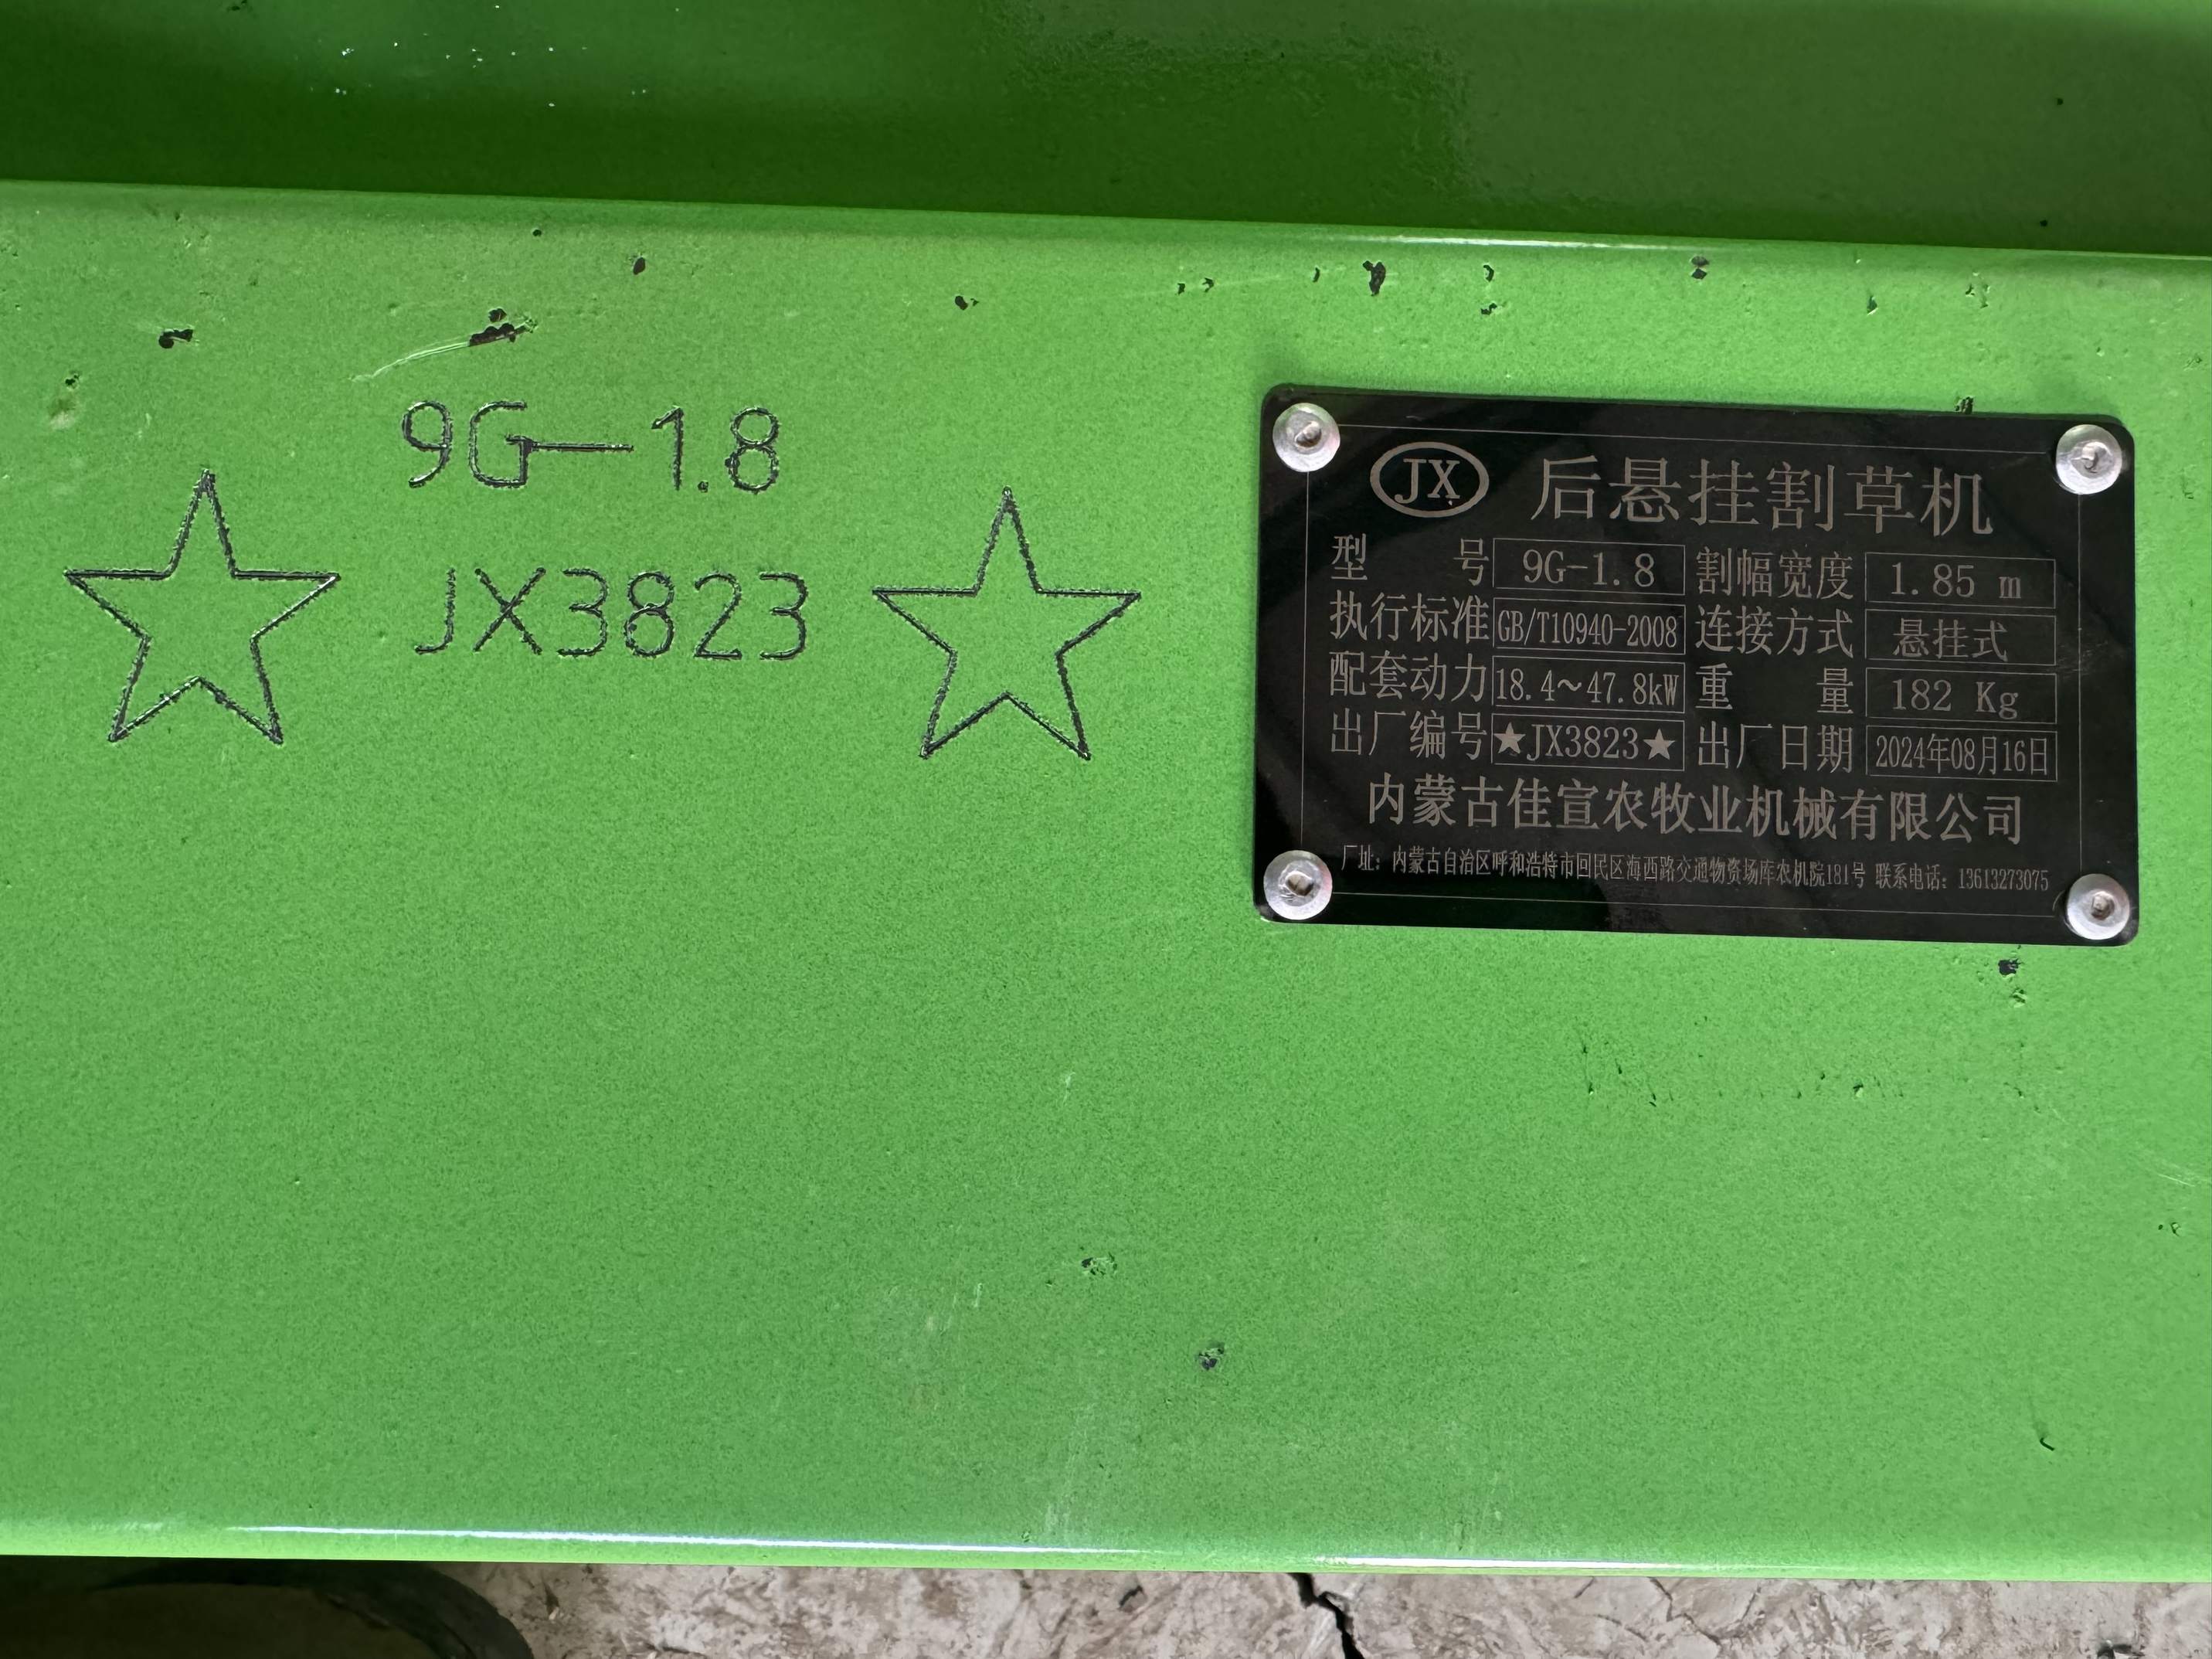 9G-1.8
JX3823
JX 后悬挂割草机
型 号 9G-1.8 割幅宽度 1.85 m
执行标准 GB/T10940-2008 连接方式 悬挂式
配套动力 18.4~47.8kW 重 量 182 Kg
出厂编号 ★JX3823★ 出厂日期 2024年08月16日
内蒙古佳宣农牧业机械有限公司
厂址：内蒙古自治区呼和浩特市回民区海西路交通物资场库农机院181号 联系电话：13613273075